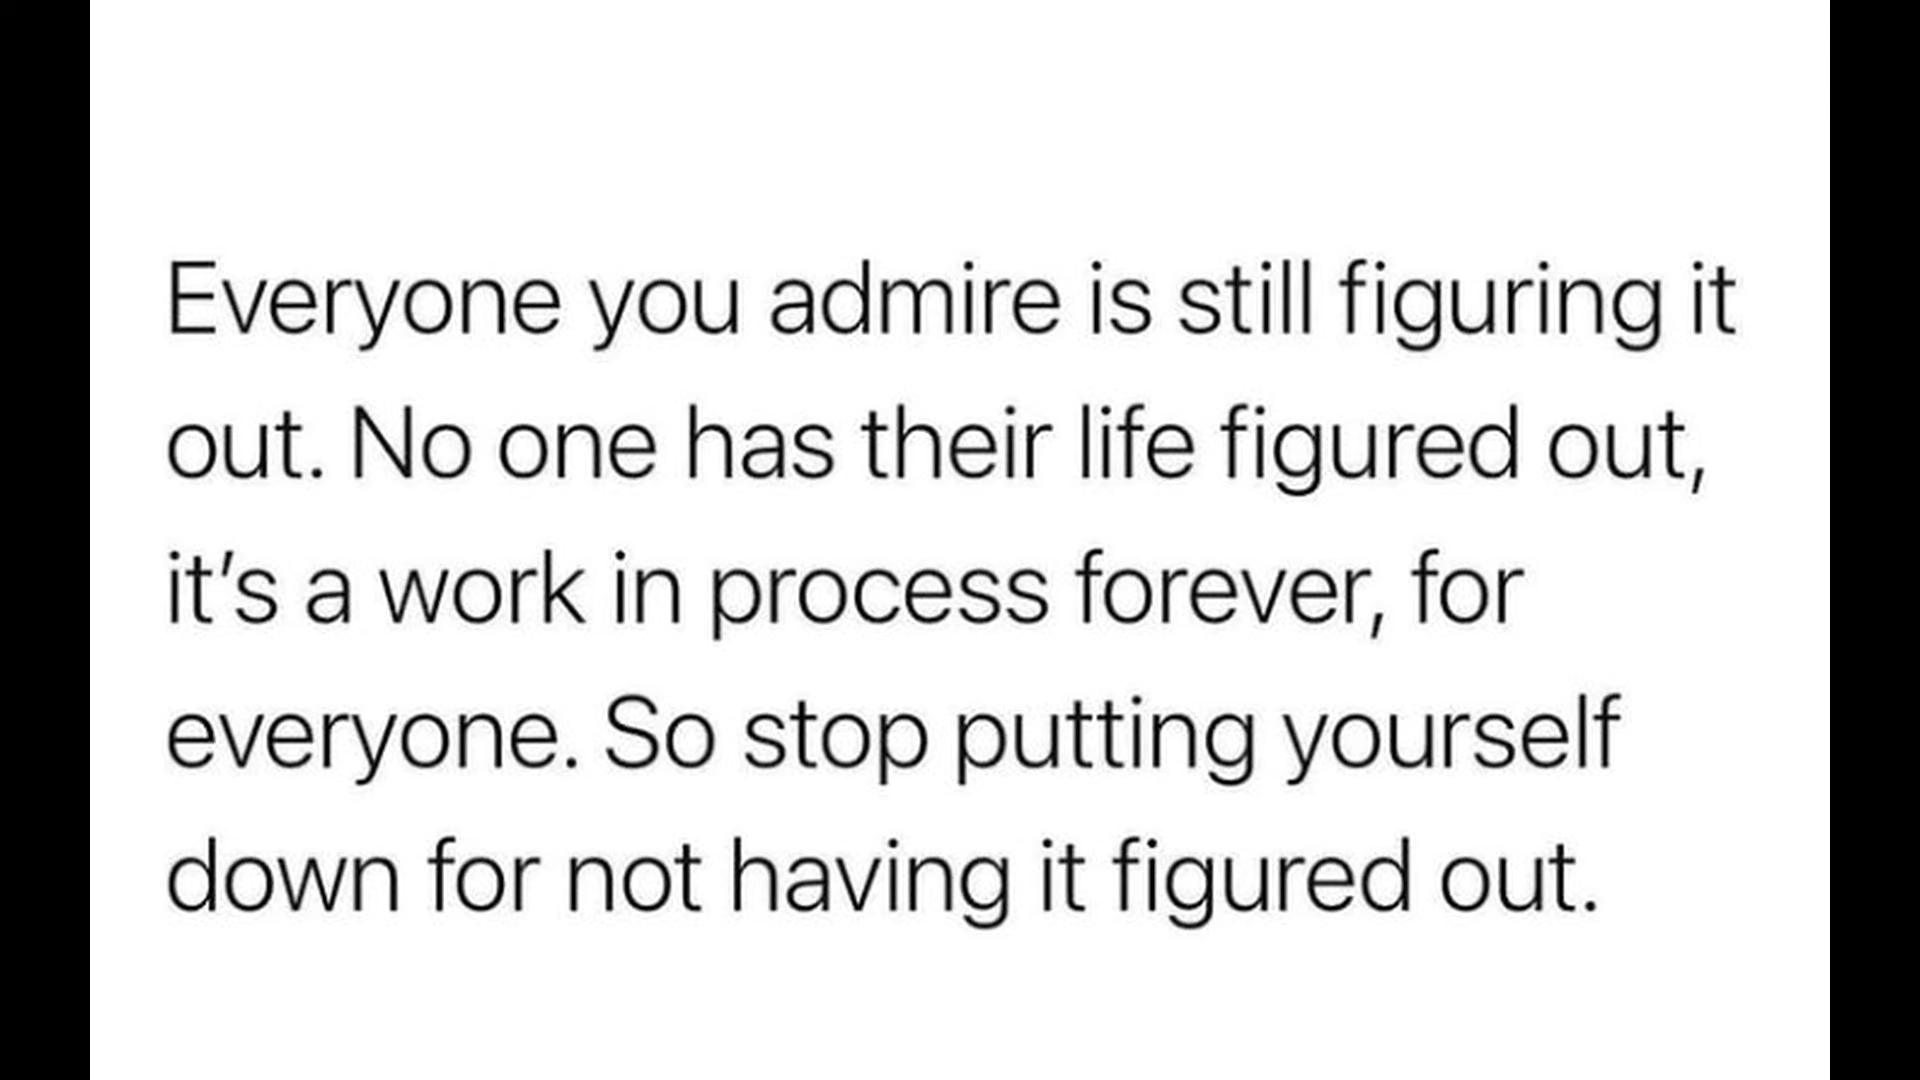 Everyone you admire is still figuring it
out. No one has their life figured out,
it’s a work in process forever, for
everyone. So stop putting yourself
down for not having it figured out.